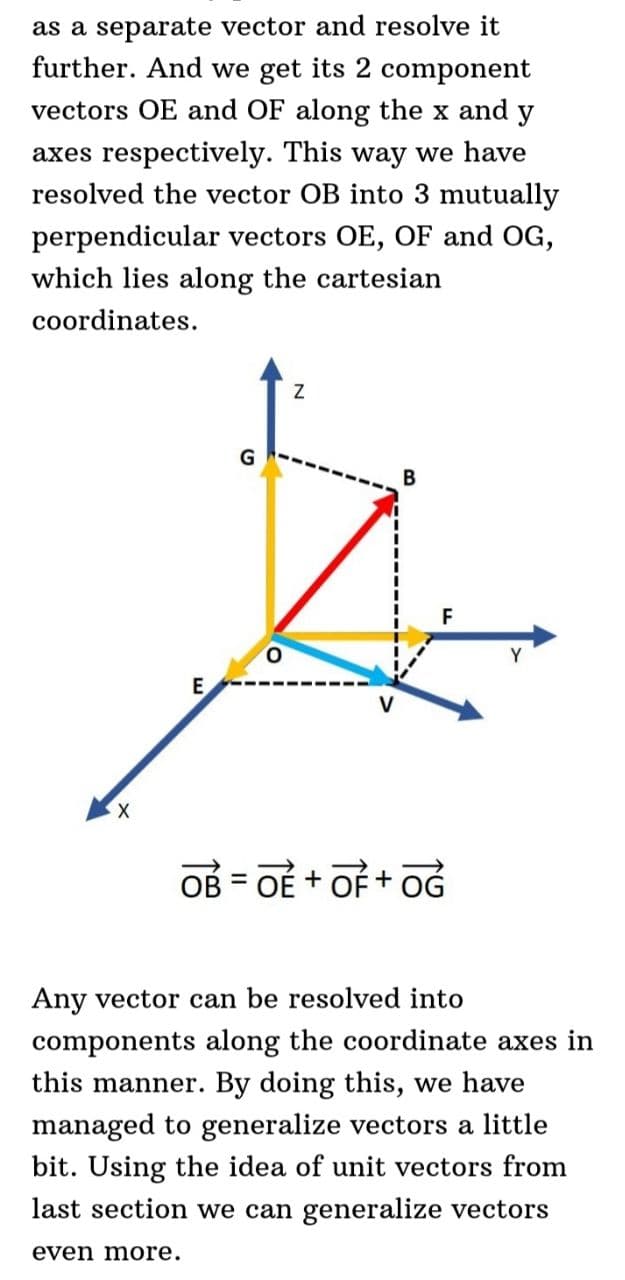 as a separate vector and resolve it
further. And we get its 2 component
vectors OE and OF along the x and y
axes respectively. This way we have
resolved the vector OB into 3 mutually
perpendicular vectors OE, OF and OG,
which lies along the cartesian
coordinates.
Z
G
B
F
O
Y
E
V
X
OB = OE + OF + OG
Any vector can be resolved into
components along the coordinate axes in
this manner. By doing this, we have
managed to generalize vectors a little
bit. Using the idea of unit vectors from
last section we can generalize vectors
even more.